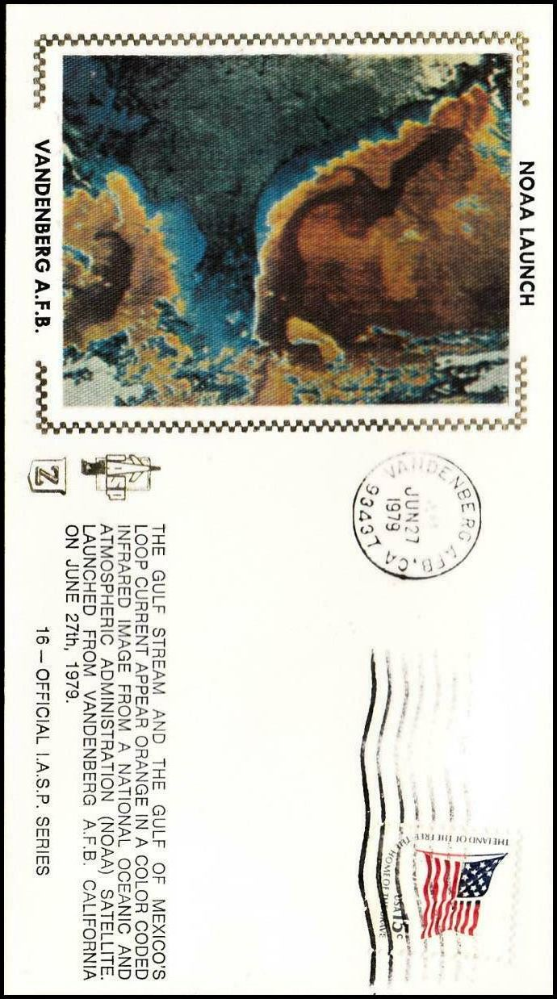 NOAA LAUNCH
VANDENBERG A.F.B.
VANDENBERG AFB. CA
JUN 27
1979
93437
THE LAND OF THE FREE. THE HOME OF THE BRAVE
USA 15c
Z
THE GULF STREAM AND THE GULF OF MEXICO'S
LOOP CURRENT APPEAR ORANGE IN A COLOR CODED
INFRARED IMAGE FROM A NATIONAL OCEANIC AND
ATMOSPHERIC ADMINISTRATION (NOAA) SATELLITE.
LAUNCHED FROM VANDENBERG A.F.B. CALIFORNIA
ON JUNE 27th, 1979.
16 — OFFICIAL I.A.S.P. SERIES